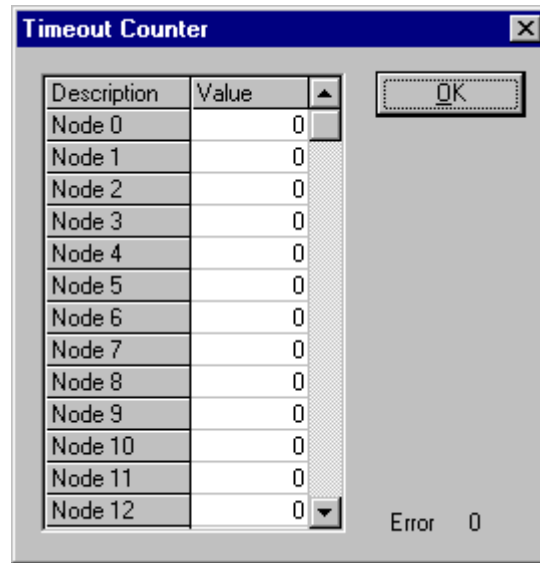 Timeout Counter
Description Value
OK
Node 0 0
Node 1 0
Node 2 0
Node 3 0
Node 4 0
Node 5 0
Node 6 0
Node 7 0
Node 8 0
Node 9 0
Node 10 0
Node 11 0
Node 12 0
Error 0